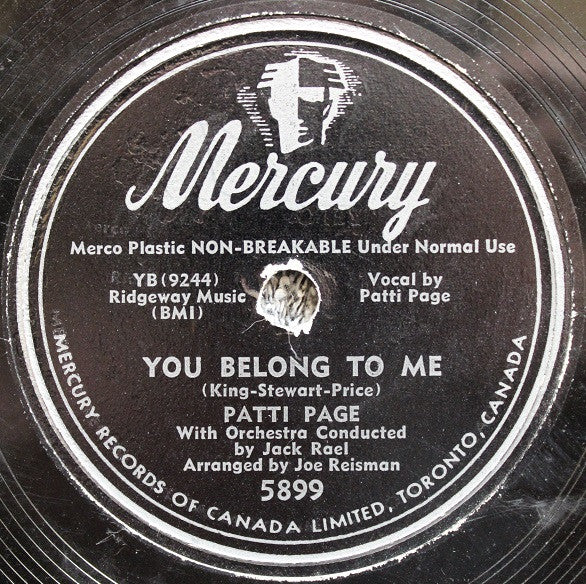 Mercury
Merco Plastic NON-BREAKABLE Under Normal Use
YB (9244)
Ridgeway Music
(BMI)
Vocal by
Patti Page
YOU BELONG TO ME
(King-Stewart-Price)
PATTI PAGE
With Orchestra Conducted
by Jack Rael
Arranged by Joe Reisman
5899
MERCURY RECORDS OF CANADA LIMITED, TORONTO, CANADA